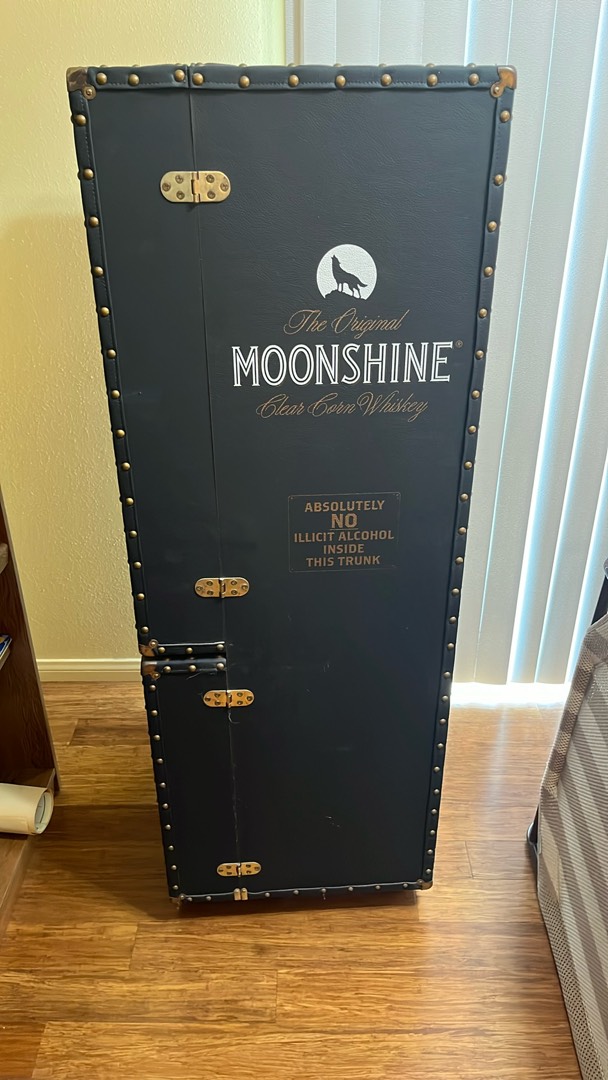 The Original
MOONSHINE®
Clear Corn Whiskey
ABSOLUTELY
NO
ILLICIT ALCOHOL
INSIDE
THIS TRUNK